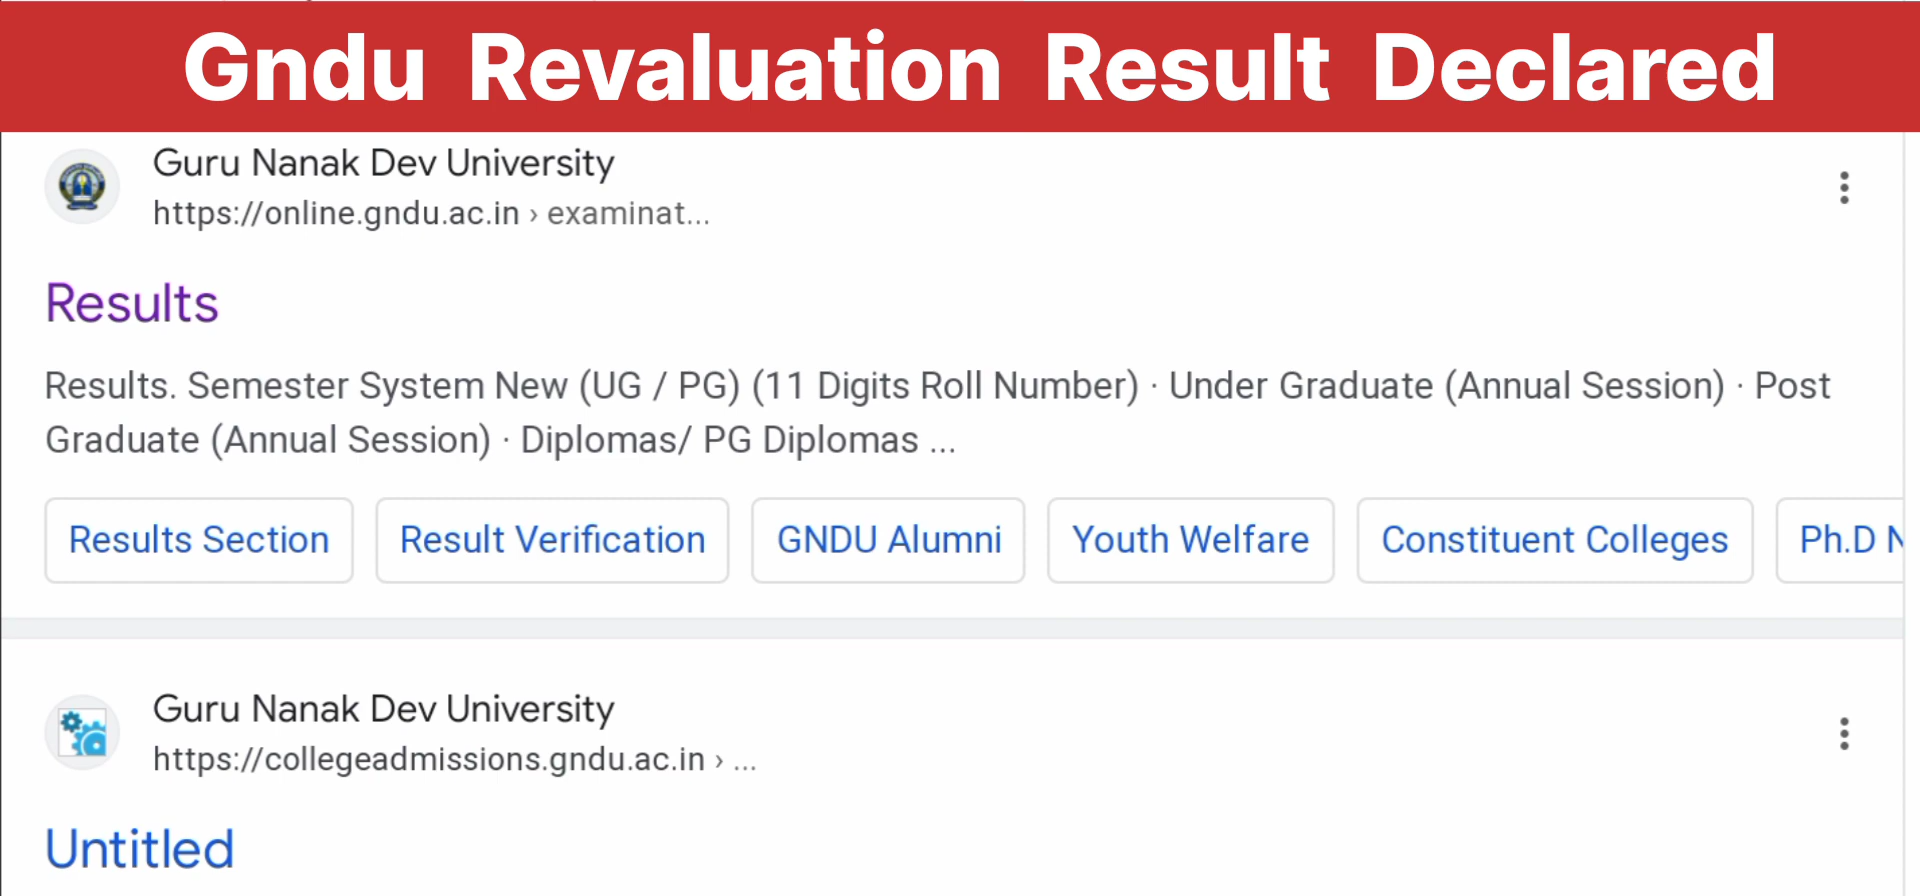 Gndu Revaluation Result Declared
Guru Nanak Dev University
https://online.gndu.ac.in › examinat...
Results
Results. Semester System New (UG / PG) (11 Digits Roll Number) · Under Graduate (Annual Session) · Post
Graduate (Annual Session) · Diplomas/ PG Diplomas ...
Results Section
Result Verification
GNDU Alumni
Youth Welfare
Constituent Colleges
Ph.D
Guru Nanak Dev University
https://collegeadmissions.gndu.ac.in › ...
Untitled